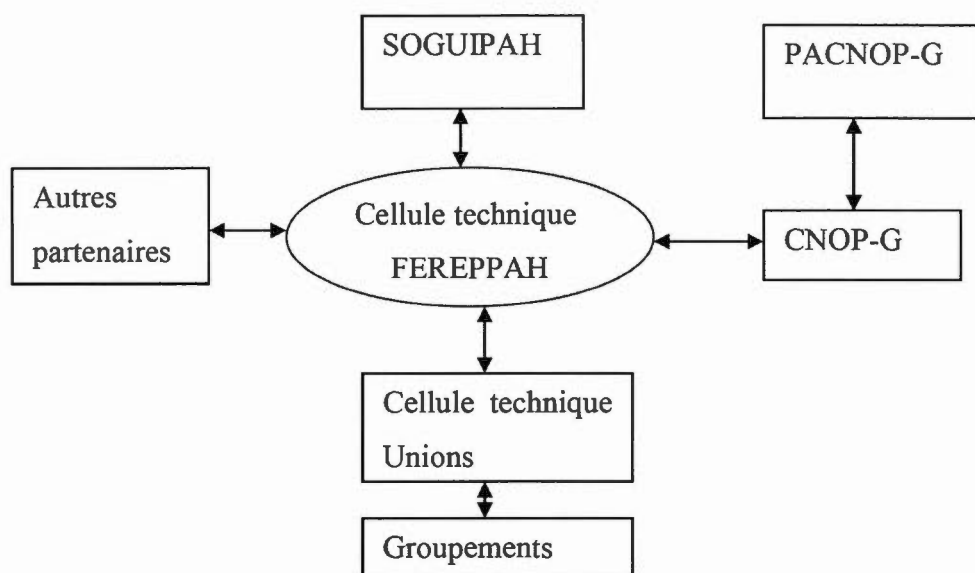 SOGUIPAH
PACNOP-G
Autres
partenaires
Cellule technique
FEREPPAH
CNOP-G
Cellule technique
Unions
Groupements